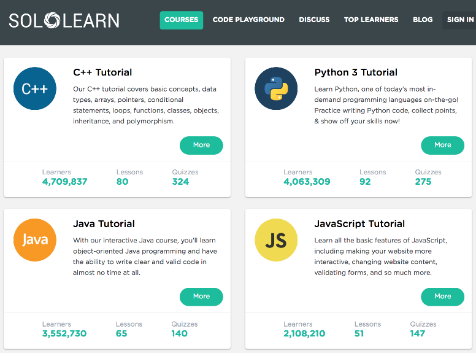 SOLOLEARN
COURSES CODE PLAYGROUND DISCUSS TOP LEARNERS BLOG SIGN IN
C++
C++ Tutorial
Our C++ tutorial covers basic concepts, data
types, arrays, pointers, conditional
statements, loops, functions, classes, objects,
inheritance, and polymorphism
More
Learners Lessons Quizzes
4,709,837 80 324
Python 3 Tutorial
Learn Python, one of today's most in-
demand programming languages on-the-go!
Practice writing Python code, collect points,
& show off your skills now!
More
Learners Lessons Quizzes
4,063,309 92 275
Java
Java Tutorial
With our interactive Java course, you'll learn
object-oriented Java programming and have
the ability to write clear and valid code in
almost no time at all.
More
Learners Lessons Quizzes
3,552,730 65 140
JS
JavaScript Tutorial
Learn all the basic features of JavaScript,
including making your website more
interactive, changing website content,
validating forms, and so much more.
More
Learners Lessons Quizzes
2,108,210 51 147